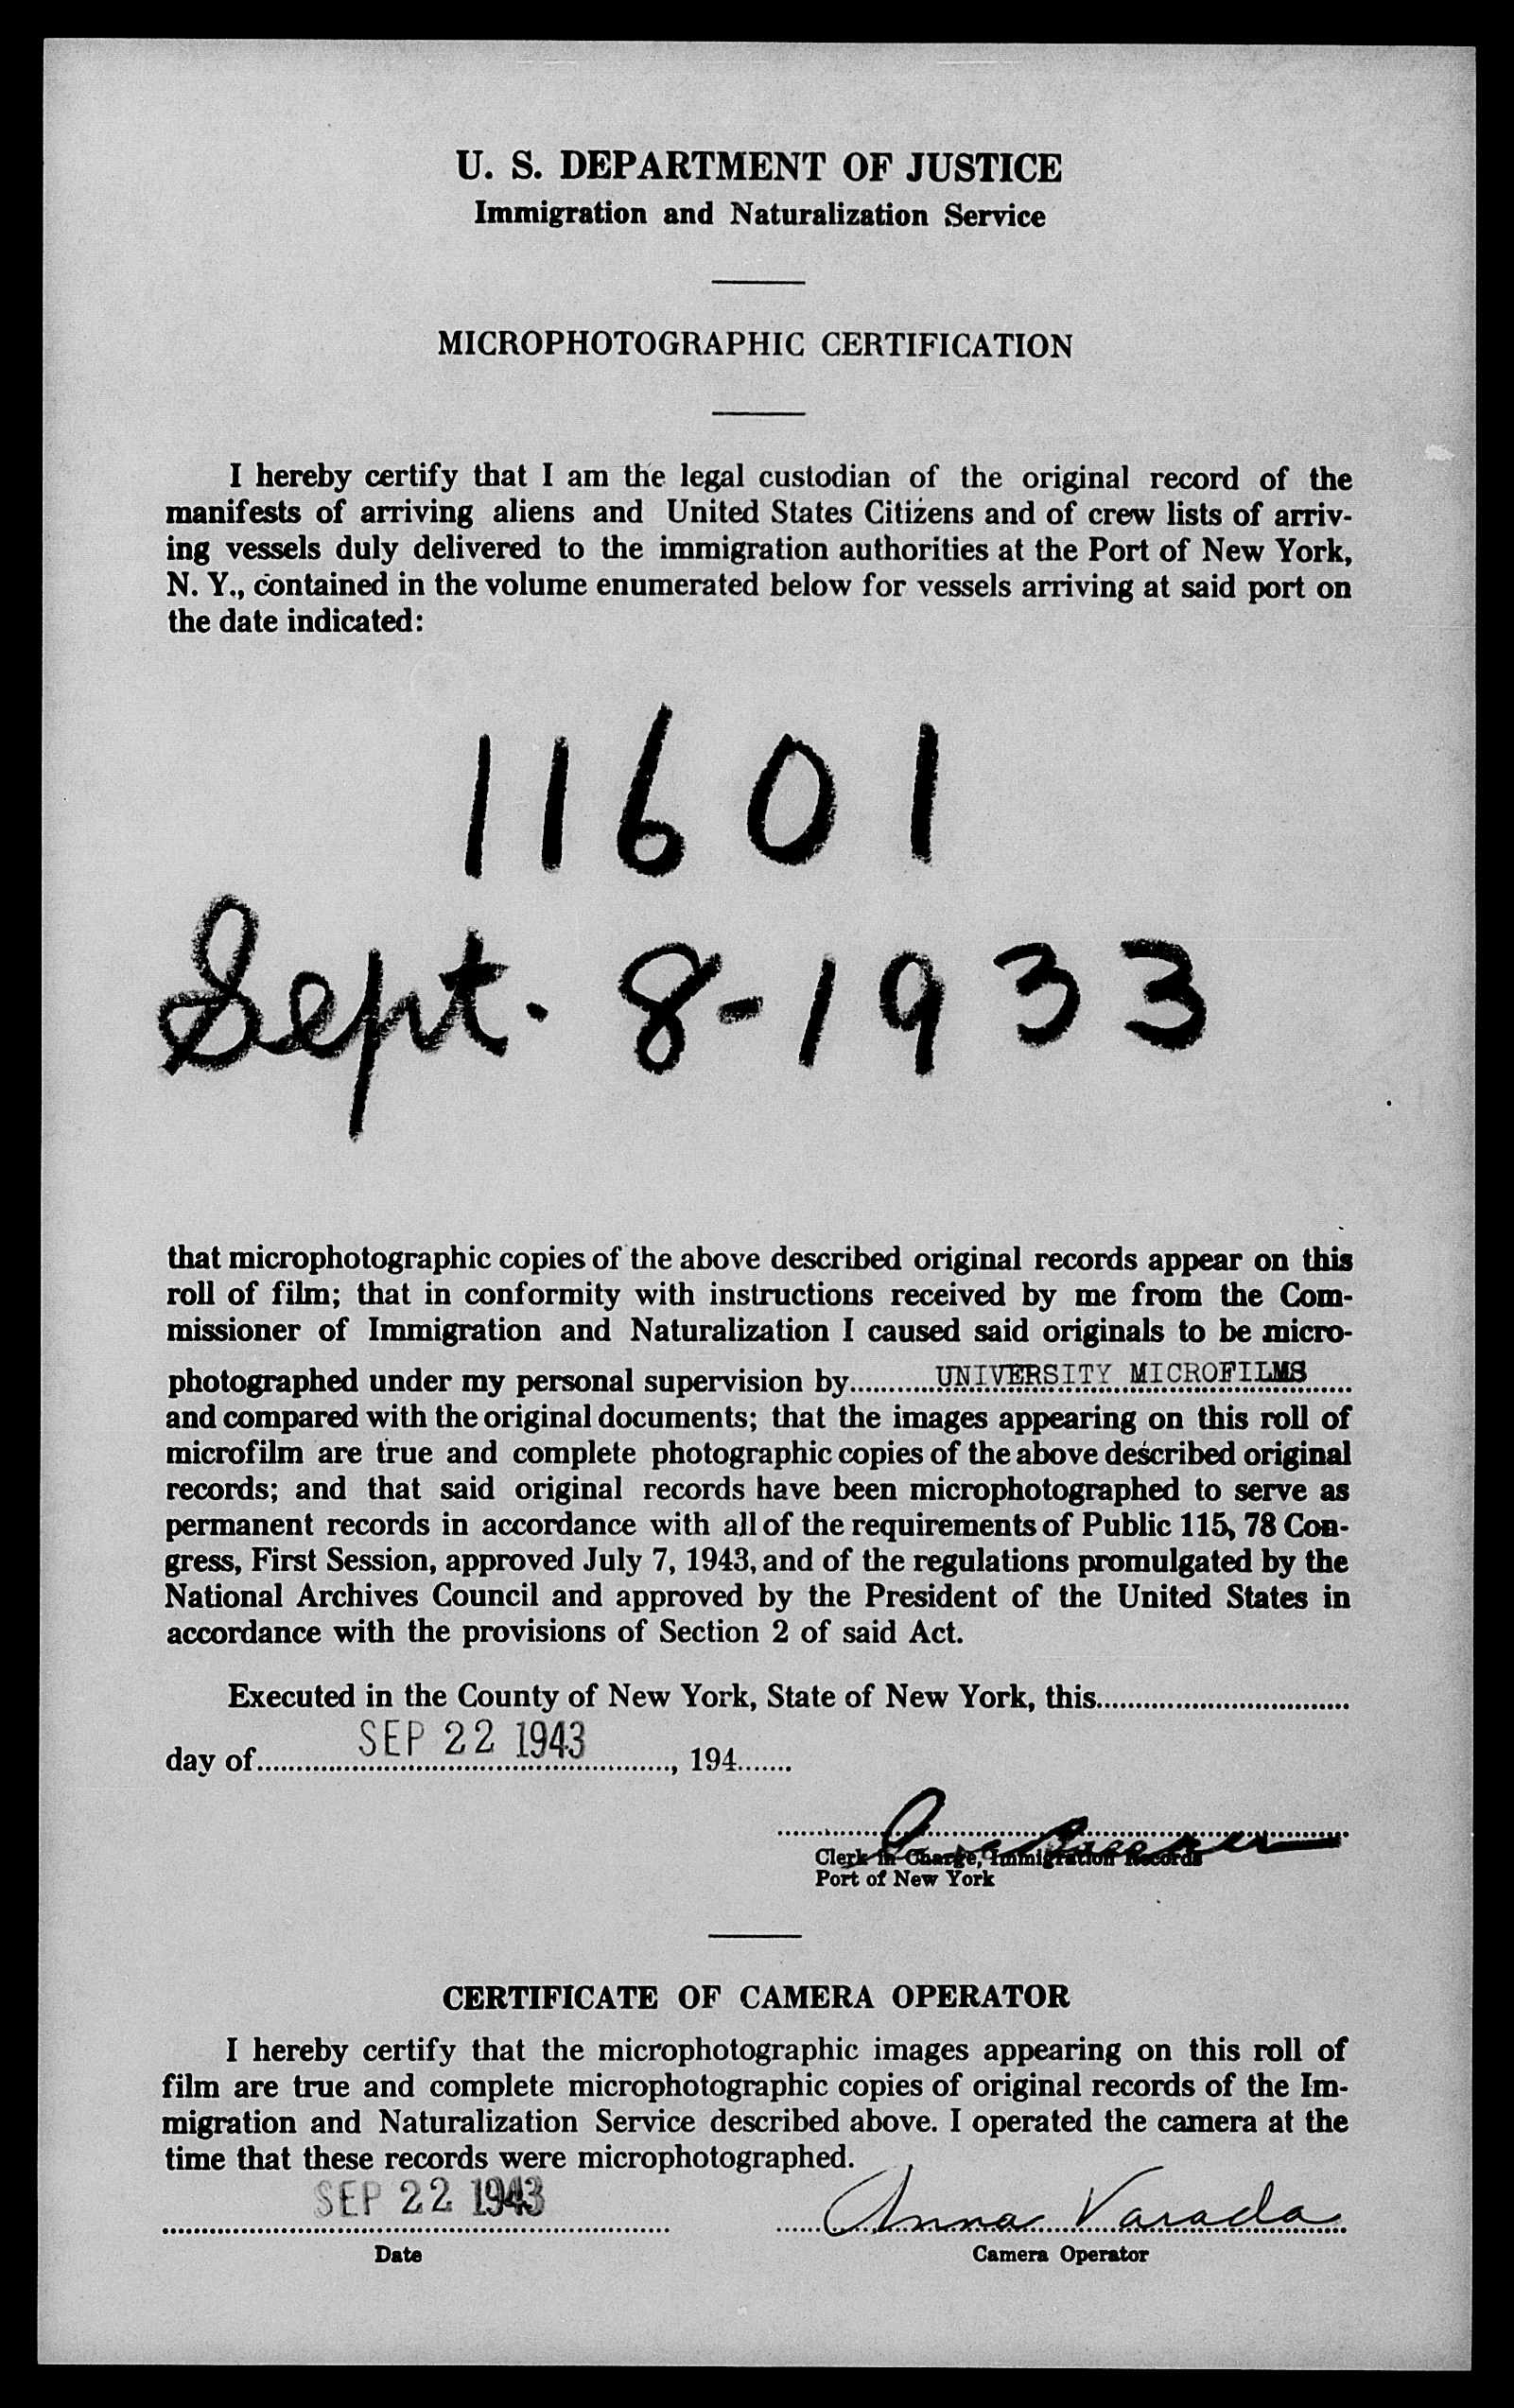 U. S. DEPARTMENT OF JUSTICE
Immigration and Naturalization Service
MICROPHOTOGRAPHIC CERTIFICATION
I hereby certify that I am the legal custodian of the original record of the
manifests of arriving aliens and United States Citizens and of crew lists of arriv-
ing vessels duly delivered to the immigration authorities at the Port of New York,
N. Y., contained in the volume enumerated below for vessels arriving at said port on
the date indicated:
11601
Sept. 8-1933
that microphotographic copies of the above described original records appear on this
roll of film; that in conformity with instructions received by me from the Com-
missioner of Immigration and Naturalization I caused said originals to be micro-
photographed under my personal supervision by UNIVERSITY MICROFILMS
and compared with the original documents; that the images appearing on this roll of
microfilm are true and complete photographic copies of the above described original
records; and that said original records have been microphotographed to serve as
permanent records in accordance with all of the requirements of Public 115, 78 Con-
gress, First Session, approved July 7, 1943, and of the regulations promulgated by the
National Archives Council and approved by the President of the United States in
accordance with the provisions of Section 2 of said Act.
Executed in the County of New York, State of New York, this
day of SEP 22 1943, 194
Clerk in Charge, Immigration Records
Port of New York
CERTIFICATE OF CAMERA OPERATOR
I hereby certify that the microphotographic images appearing on this roll of
film are true and complete microphotographic copies of original records of the Im-
migration and Naturalization Service described above. I operated the camera at the
time that these records were microphotographed.
SEP 22 1943 Anna Varada
Date Camera Operator